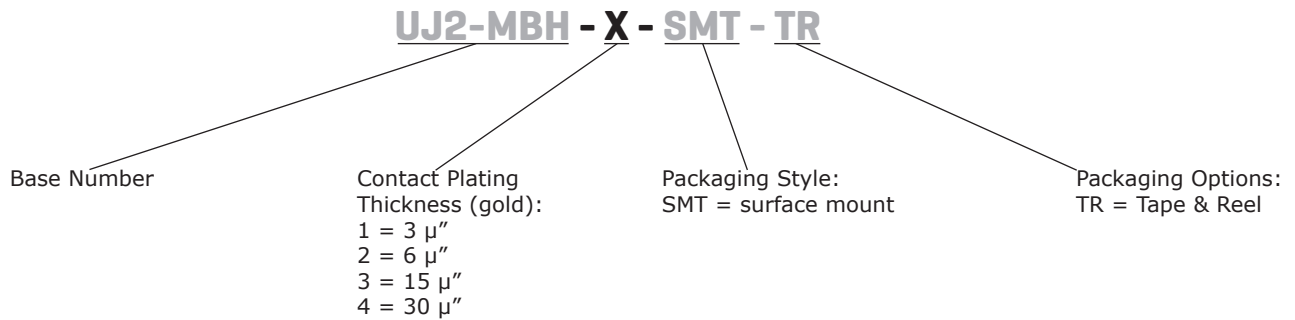 UJ2-MBH - X - SMT - TR
Base Number
Contact Plating
Thickness (gold):
1 = 3 µ"
2 = 6 µ"
3 = 15 µ"
4 = 30 µ"
Packaging Style:
SMT = surface mount
Packaging Options:
TR = Tape & Reel